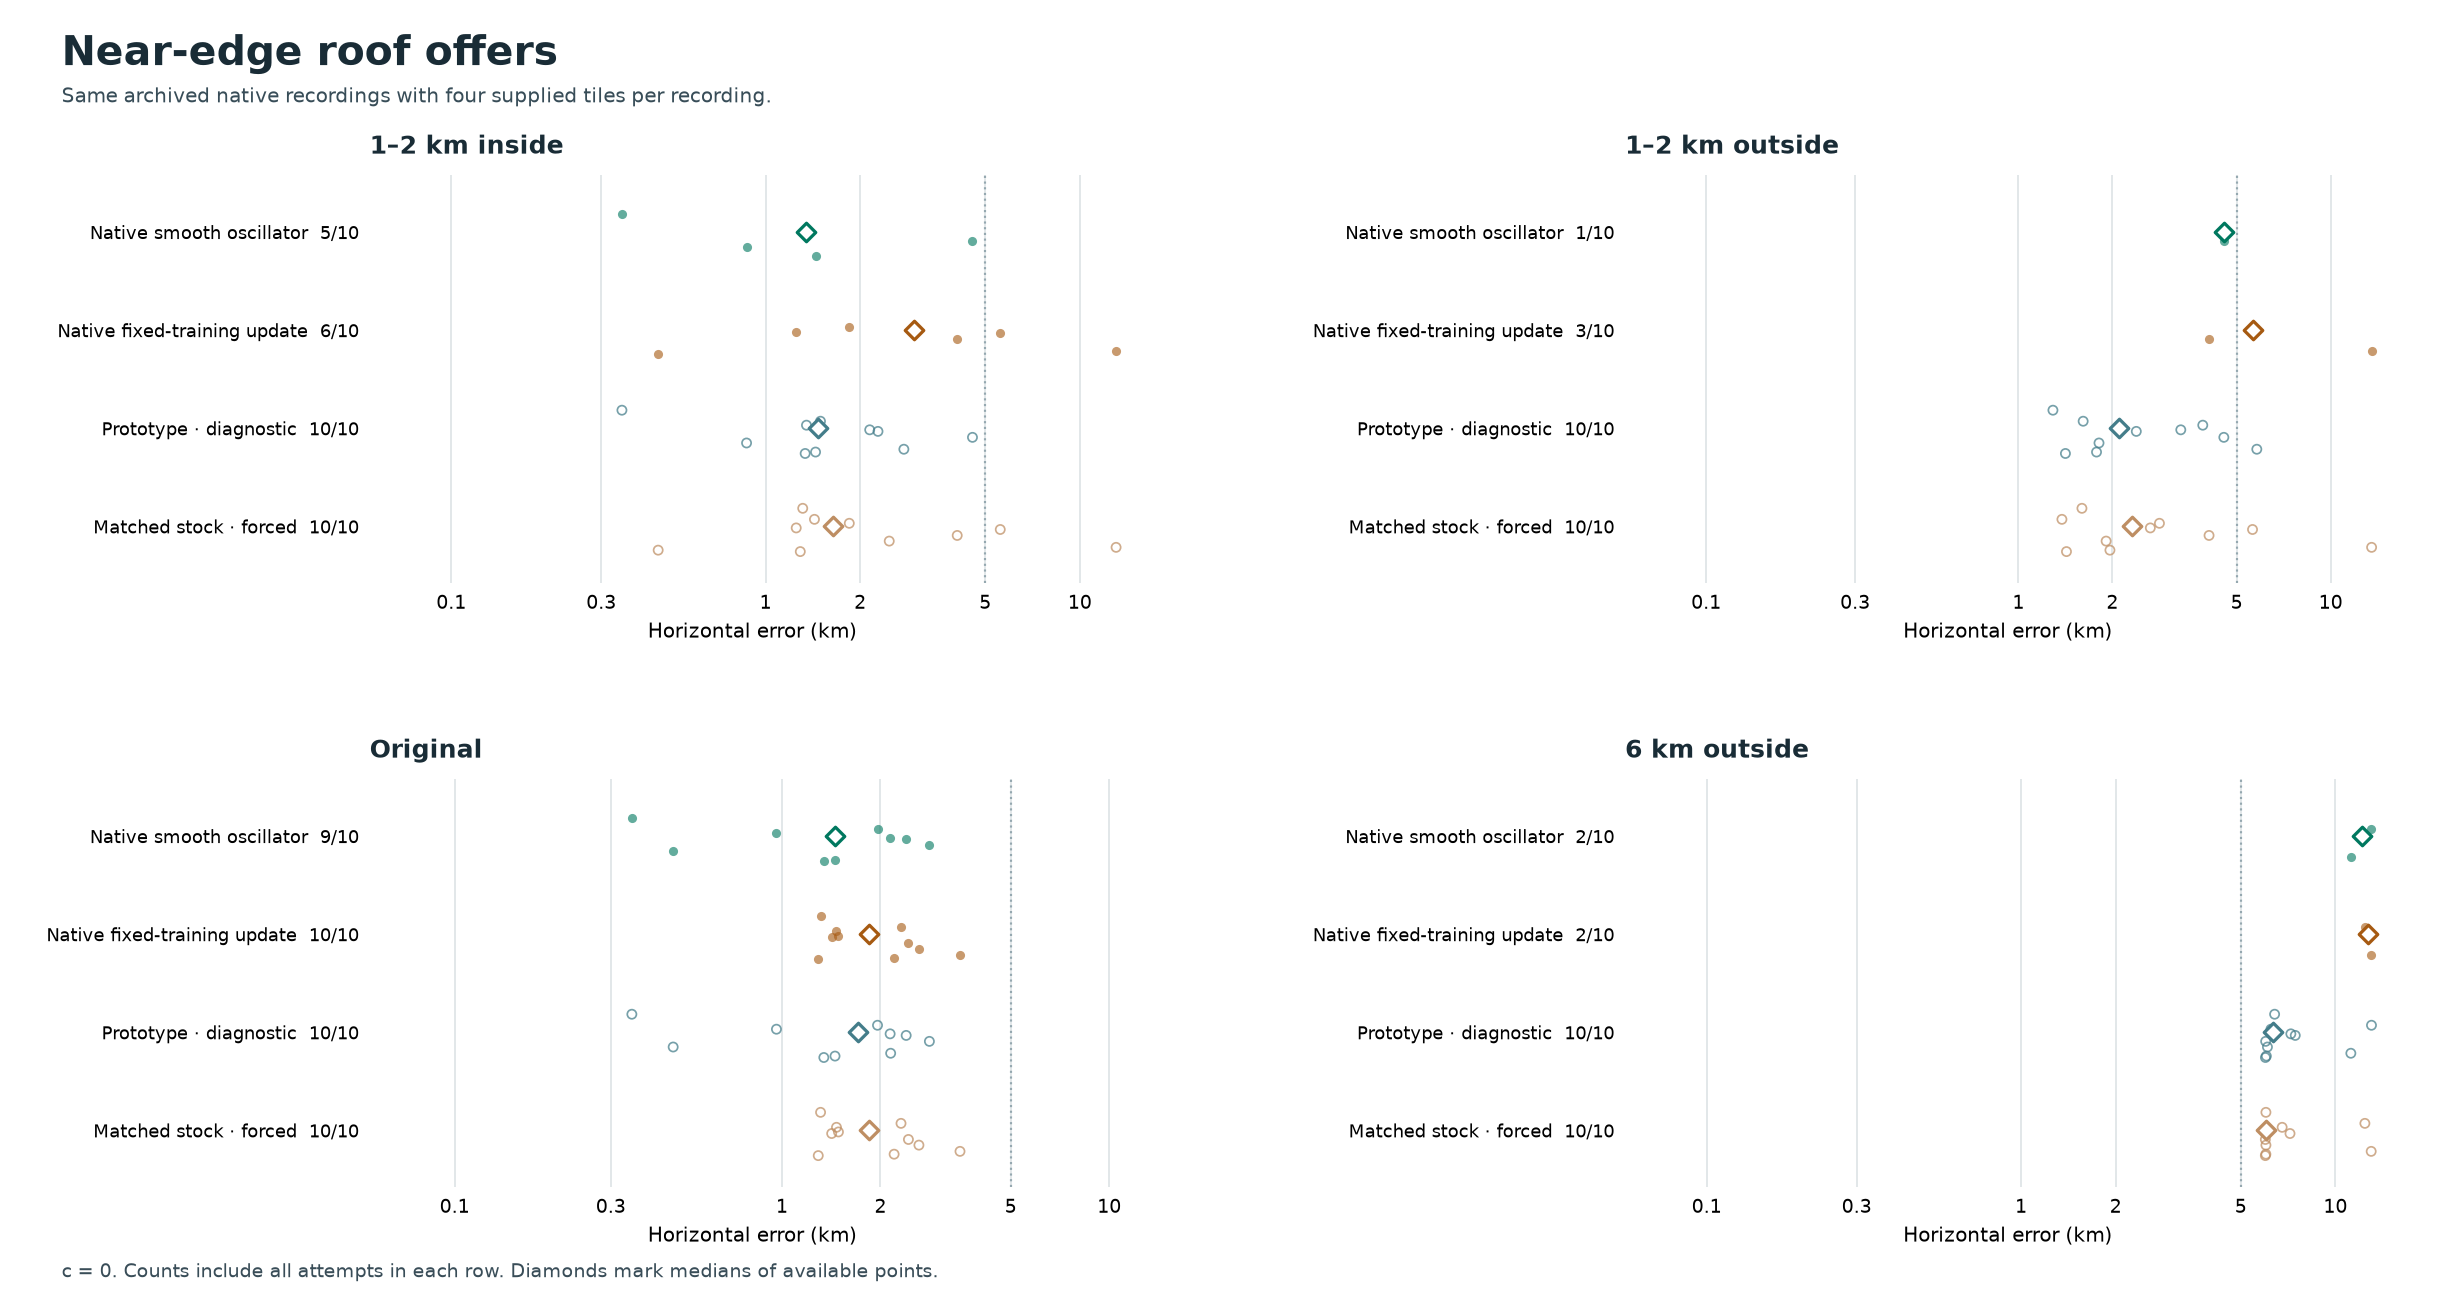 Near-edge roof offers
Same archived native recordings with four supplied tiles per recording.
1–2 km inside
Native smooth oscillator 5/10
Native fixed-training update 6/10
Prototype · diagnostic 10/10
Matched stock · forced 10/10
0.1 0.3 1 2 5 10
Horizontal error (km)
1–2 km outside
Native smooth oscillator 1/10
Native fixed-training update 3/10
Prototype · diagnostic 10/10
Matched stock · forced 10/10
0.1 0.3 1 2 5 10
Horizontal error (km)
Original
Native smooth oscillator 9/10
Native fixed-training update 10/10
Prototype · diagnostic 10/10
Matched stock · forced 10/10
0.1 0.3 1 2 5 10
Horizontal error (km)
6 km outside
Native smooth oscillator 2/10
Native fixed-training update 2/10
Prototype · diagnostic 10/10
Matched stock · forced 10/10
0.1 0.3 1 2 5 10
Horizontal error (km)
c = 0. Counts include all attempts in each row. Diamonds mark medians of available points.